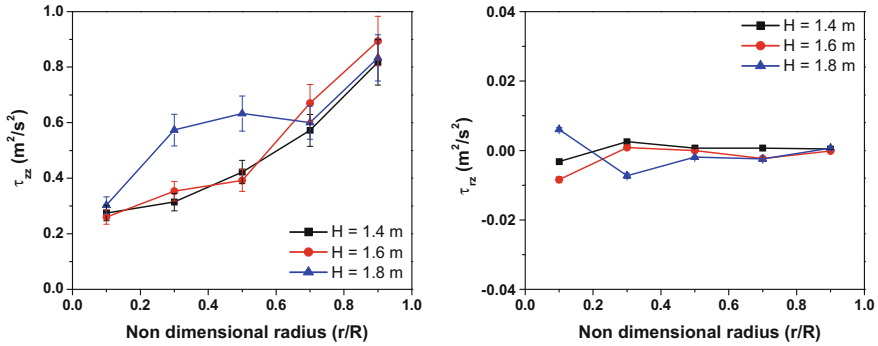 1.0
0.8
0.6
0.4
0.2
0.0
τzz (m²/s²)
H = 1.4 m
H = 1.6 m
H = 1.8 m
0.0 0.2 0.4 0.6 0.8 1.0
Non dimensional radius (r/R)
0.04
0.02
0.00
-0.02
-0.04
τrz (m²/s²)
H = 1.4 m
H = 1.6 m
H = 1.8 m
0.0 0.2 0.4 0.6 0.8 1.0
Non dimensional radius (r/R)